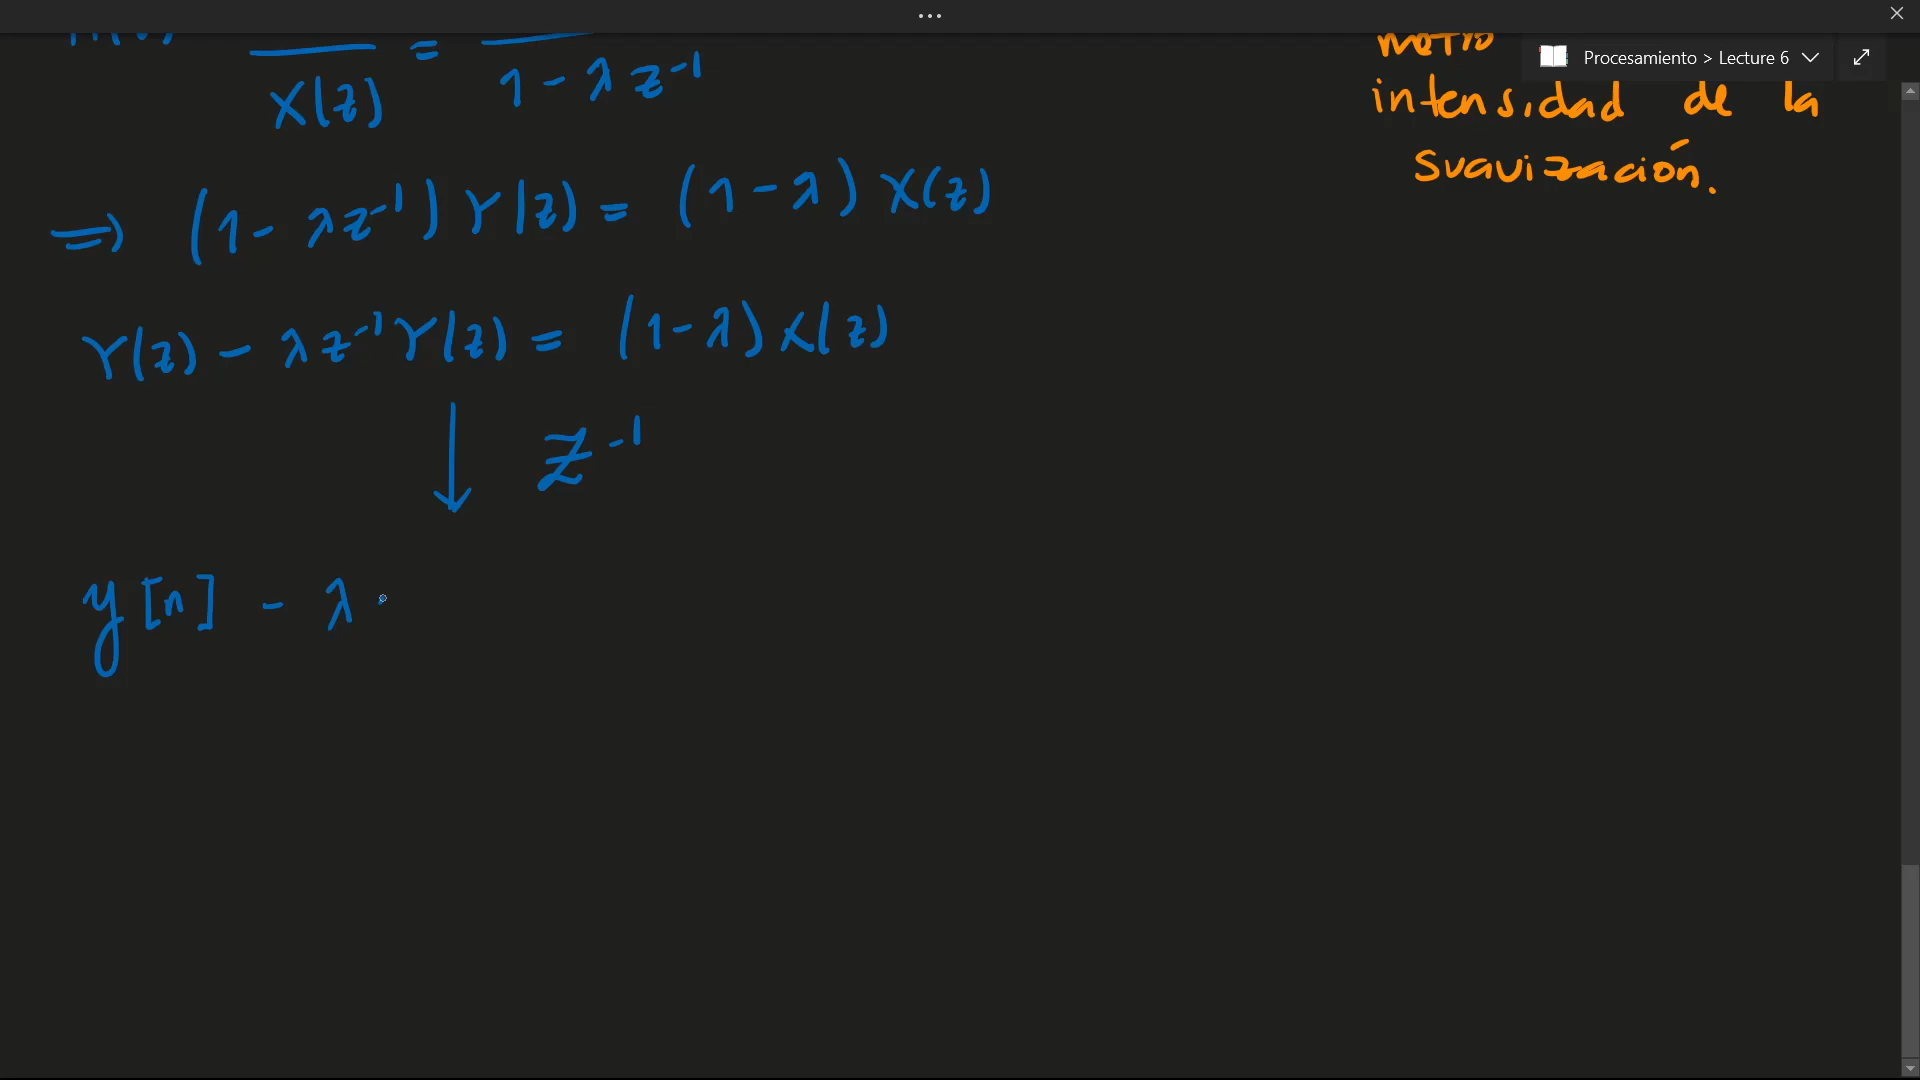 Procesamiento > Lecture 6
intensidad de la
suavización.
X(z) = 1 - λ z⁻¹
=> (1 - λz⁻¹) Y(z) = (1 - λ) X(z)
Y(z) - λ z⁻¹ Y(z) = (1 - λ) X(z)
↓ Z⁻¹
y[n] - λ ·